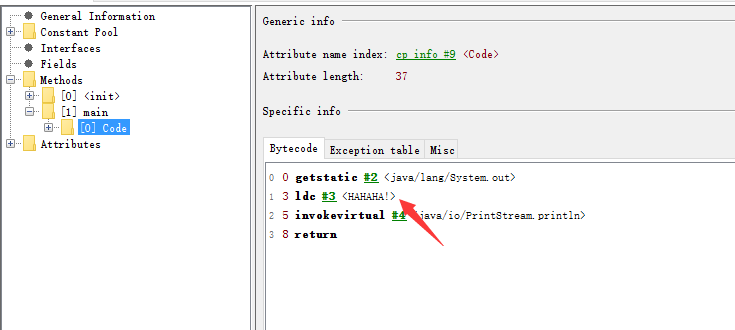 General Information
Constant Pool
Interfaces
Fields
Methods
[0] <init>
[1] main
[0] Code
Attributes
Generic info
Attribute name index: cp info #9 <Code>
Attribute length: 37
Specific info
Bytecode Exception table Misc
0 0 getstatic #2 <java/lang/System.out>
1 3 ldc #3 <HAHAHA!>
2 5 invokevirtual #4 <java/io/PrintStream.println>
3 8 return